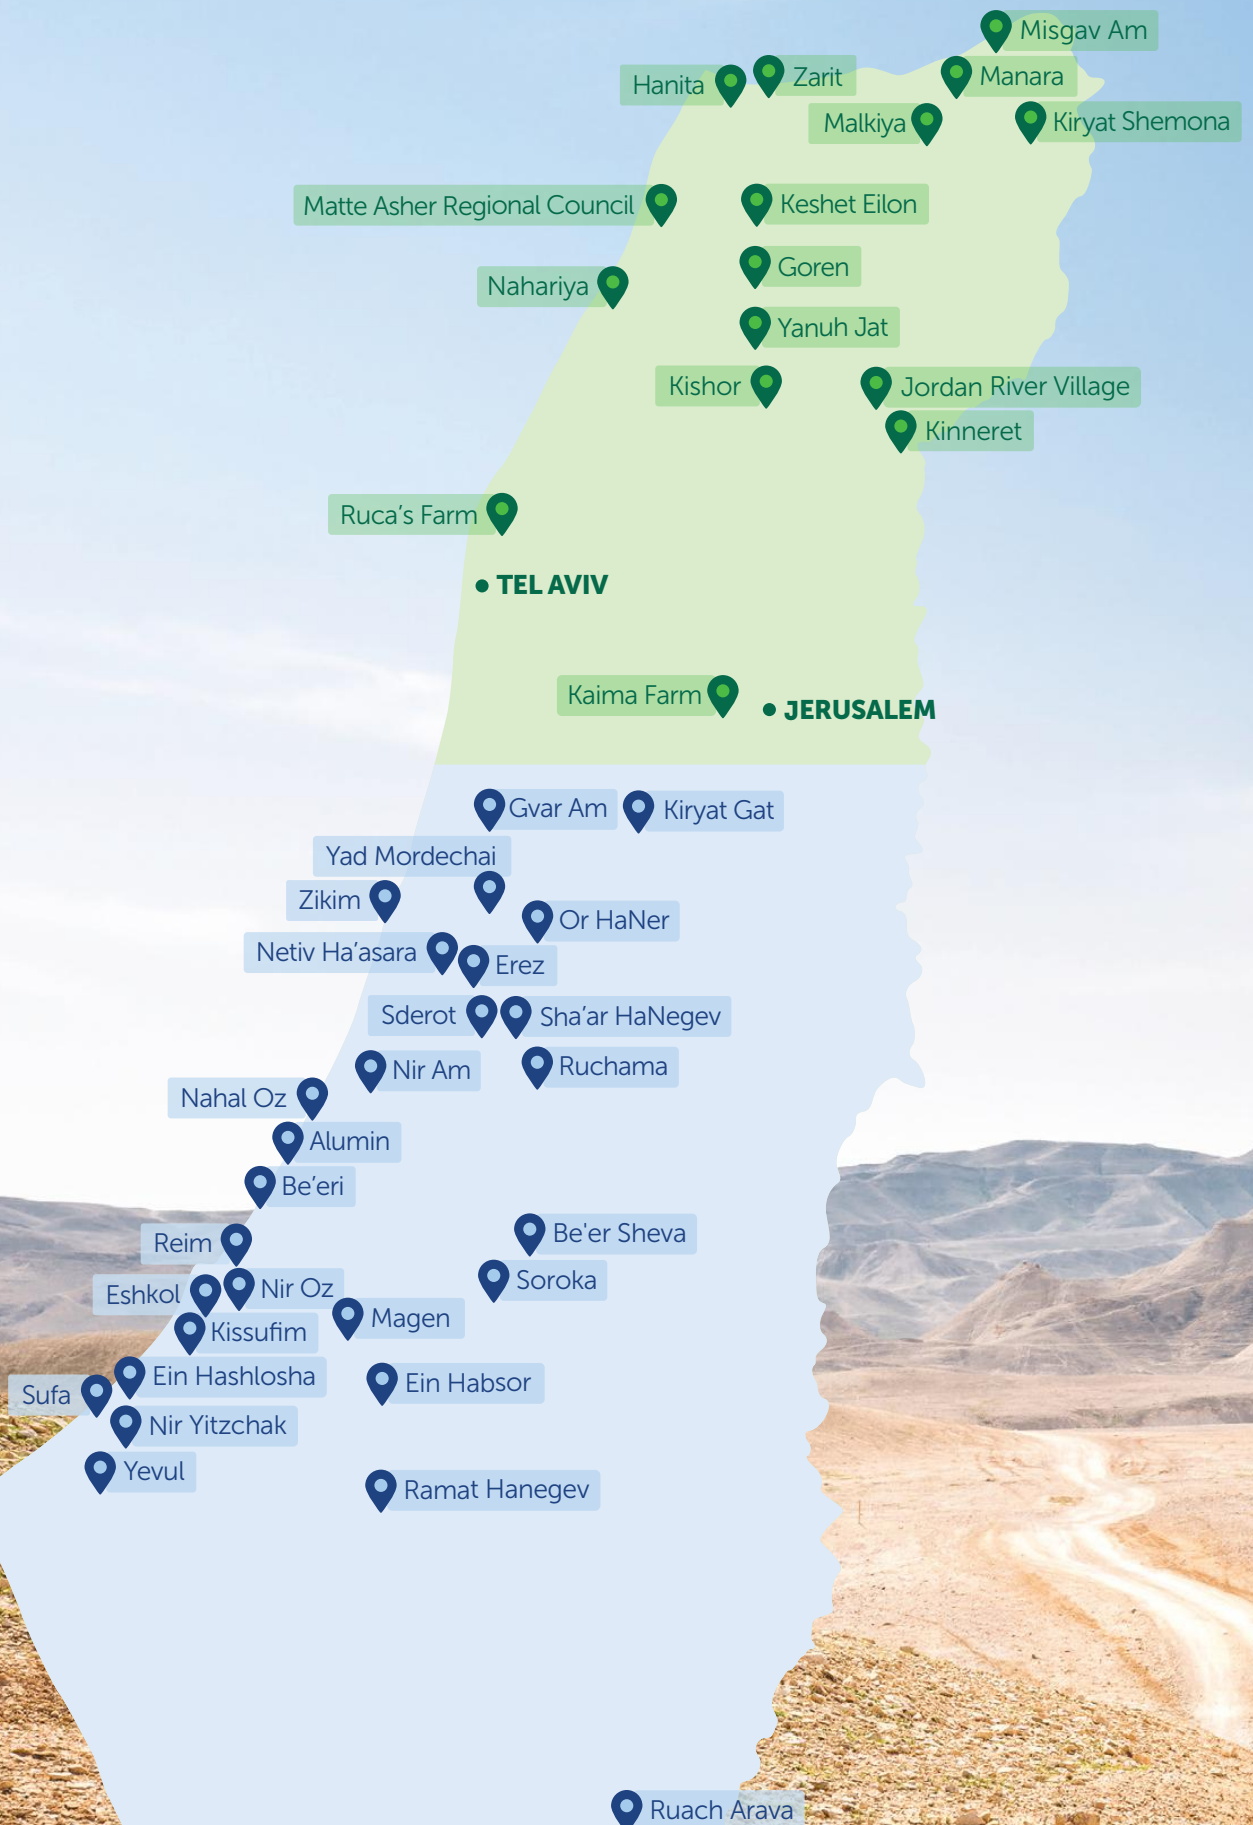 Misgav Am
Hanita
Zarit
Manara
Malkiya
Kiryat Shemona
Matte Asher Regional Council
Keshet Eilon
Goren
Nahariya
Yanuh Jat
Kishor
Jordan River Village
Kinneret
Ruca’s Farm
TEL AVIV
Kaima Farm
JERUSALEM
Gvar Am
Kiryat Gat
Yad Mordechai
Zikim
Or HaNer
Netiv Ha’asara
Erez
Sderot
Sha’ar HaNegev
Nir Am
Ruchama
Nahal Oz
Alumin
Be’eri
Reim
Be'er Sheva
Eshkol
Nir Oz
Soroka
Magen
Kissufim
Ein Hashlosha
Ein Habsor
Sufa
Nir Yitzchak
Yevul
Ramat Hanegev
Ruach Arava